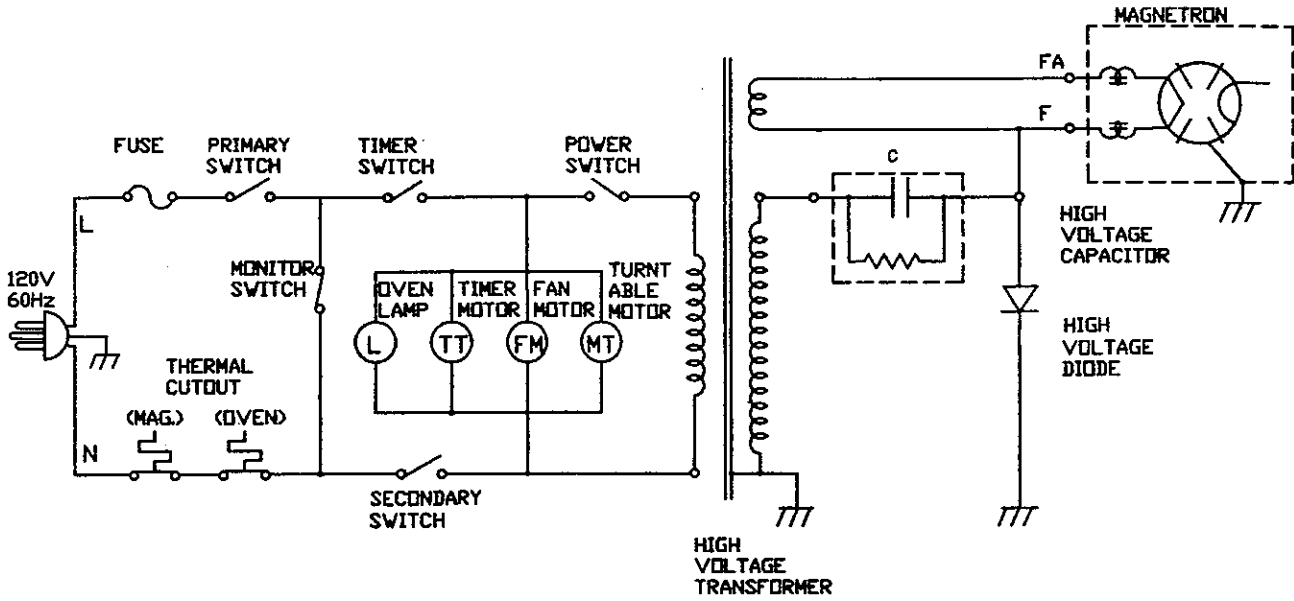 MAGNETRON
FA
F
FUSE
PRIMARY
SWITCH
TIMER
SWITCH
POWER
SWITCH
C
L
HIGH
VOLTAGE
CAPACITOR
120V
60Hz
MONITOR
SWITCH
OVEN
LAMP
TIMER
MOTOR
FAN
MOTOR
TURNT
ABLE
MOTOR
L
TT
FM
MT
HIGH
VOLTAGE
DIODE
THERMAL
CUTOUT
(MAG.)
(OVEN)
N
SECONDARY
SWITCH
HIGH
VOLTAGE
TRANSFORMER